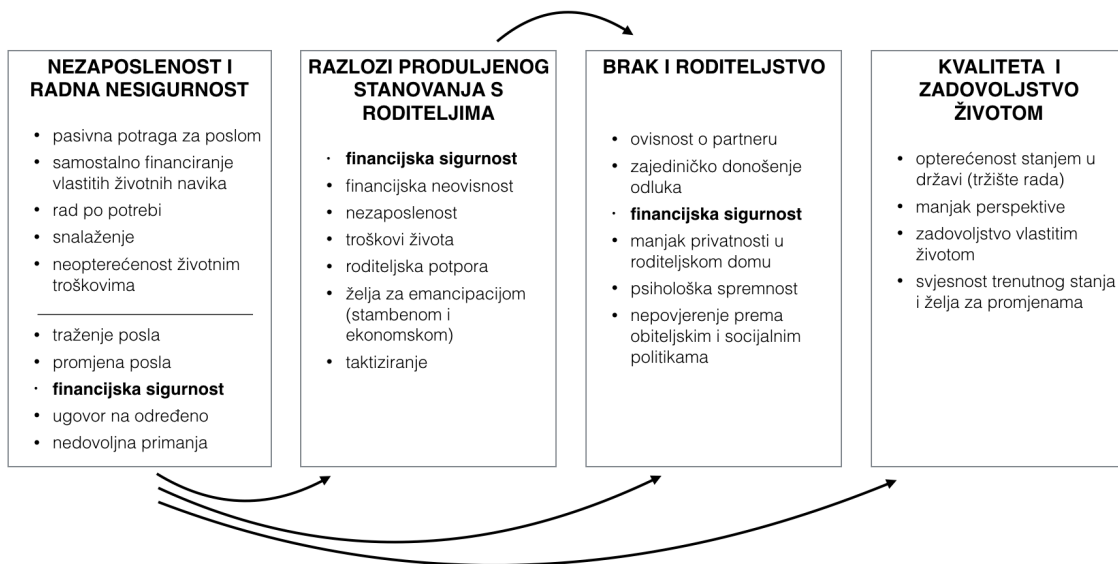 NEZAPOSLENOST I
RADNA NESIGURNOST
• pasivna potraga za poslom
• samostalno financiranje
vlastitih životnih navika
• rad po potrebi
• snalaženje
• neopterećenost životnim
troškovima
• traženje posla
• promjena posla
· financijska sigurnost
• ugovor na određeno
• nedovoljna primanja
RAZLOZI PRODULJENOG
STANOVANJA S
RODITELJIMA
· financijska sigurnost
• financijska neovisnost
• nezaposlenost
• troškovi života
• roditeljska potpora
• želja za emancipacijom
(stambenom i
ekonomskom)
• taktiziranje
BRAK I RODITELJSTVO
• ovisnost o partneru
• zajediničko donošenje
odluka
· financijska sigurnost
• manjak privatnosti u
roditeljskom domu
• psihološka spremnost
• nepovjerenje prema
obiteljskim i socijalnim
politikama
KVALITETA I
ZADOVOLJSTVO
ŽIVOTOM
• opterećenost stanjem u
državi (tržište rada)
• manjak perspektive
• zadovoljstvo vlastitim
životom
• svjesnost trenutnog stanja
i želja za promjenama